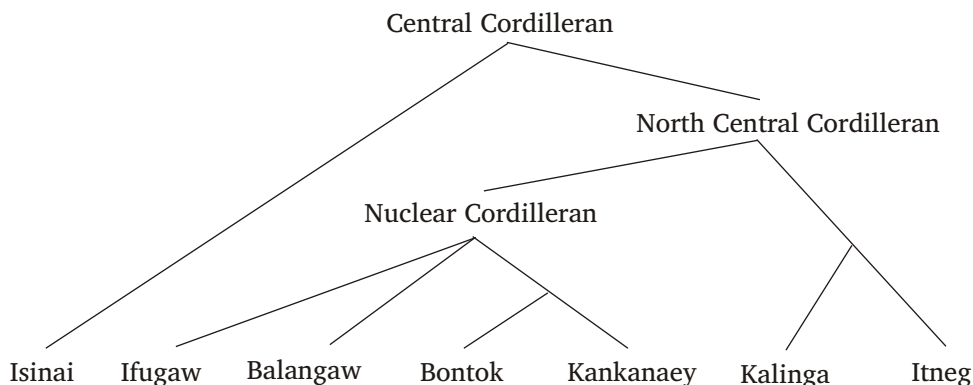 Central Cordilleran
North Central Cordilleran
Nuclear Cordilleran
Isinai Ifugaw Balangaw Bontok Kankanaey Kalinga Itneg